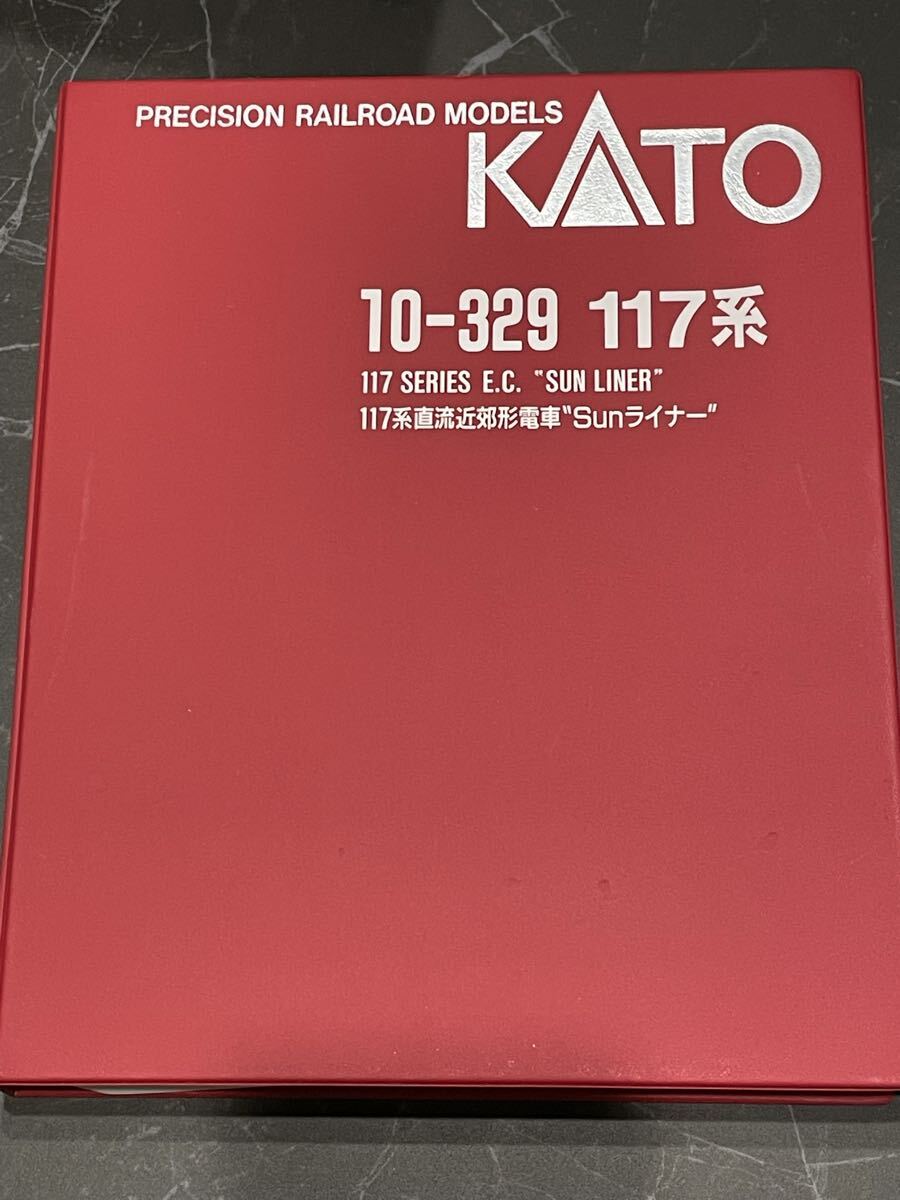 PRECISION RAILROAD MODELS
KATO
10-329 117系
117 SERIES E.C. “SUN LINER”
117系直流近郊形電車“Sunライナー”